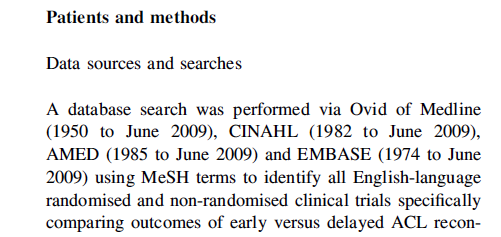 Patients and methods
Data sources and searches
A database search was performed via Ovid of Medline
(1950 to June 2009), CINAHL (1982 to June 2009),
AMED (1985 to June 2009) and EMBASE (1974 to June
2009) using MeSH terms to identify all English-language
randomised and non-randomised clinical trials specifically
comparing outcomes of early versus delayed ACL recon-